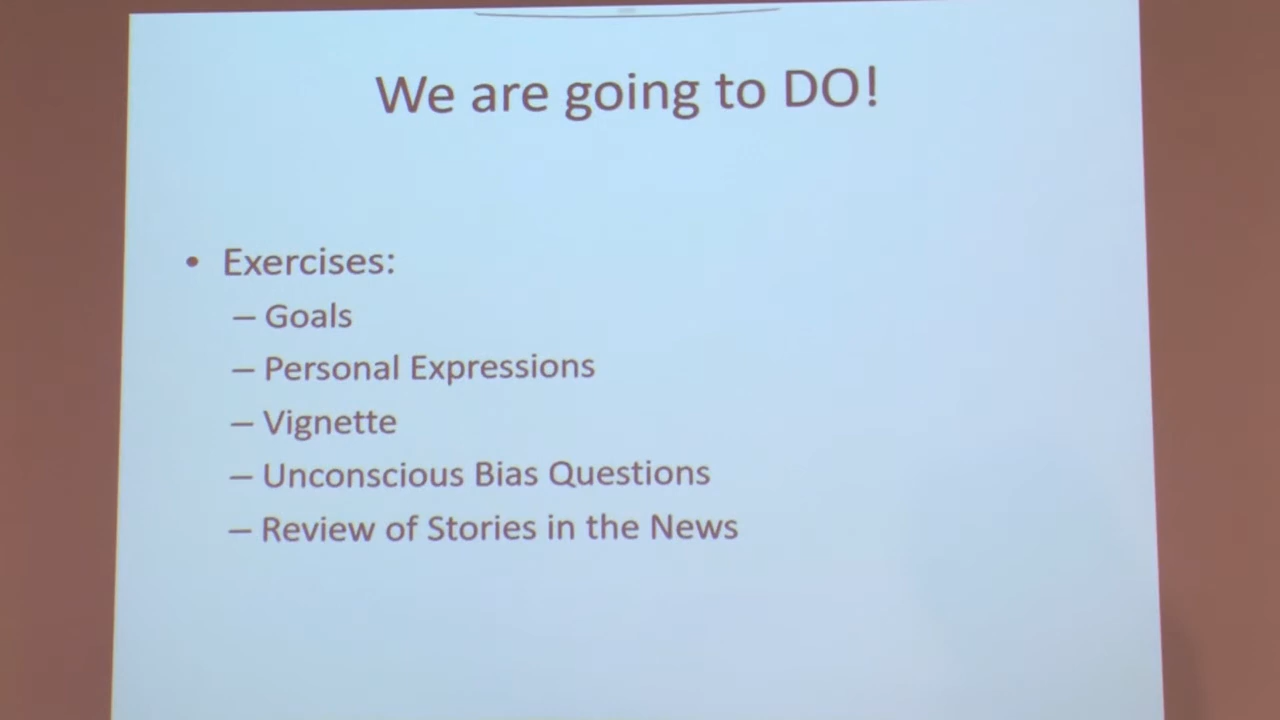 We are going to DO!
• Exercises:
– Goals
– Personal Expressions
– Vignette
– Unconscious Bias Questions
– Review of Stories in the News